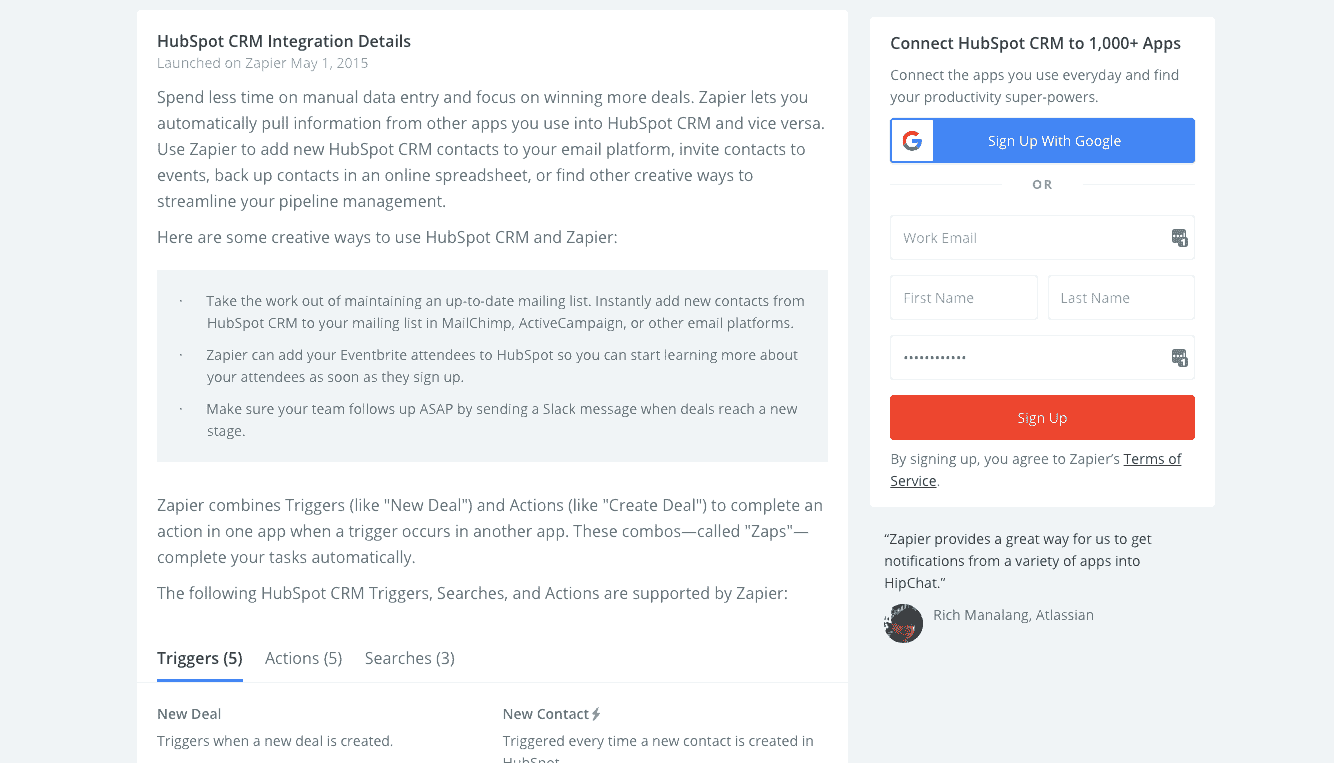 HubSpot CRM Integration Details
Launched on Zapier May 1, 2015
Spend less time on manual data entry and focus on winning more deals. Zapier lets you
automatically pull information from other apps you use into HubSpot CRM and vice versa.
Use Zapier to add new HubSpot CRM contacts to your email platform, invite contacts to
events, back up contacts in an online spreadsheet, or find other creative ways to
streamline your pipeline management.
Here are some creative ways to use HubSpot CRM and Zapier:
· Take the work out of maintaining an up-to-date mailing list. Instantly add new contacts from
HubSpot CRM to your mailing list in MailChimp, ActiveCampaign, or other email platforms.
· Zapier can add your Eventbrite attendees to HubSpot so you can start learning more about
your attendees as soon as they sign up.
· Make sure your team follows up ASAP by sending a Slack message when deals reach a new
stage.
Zapier combines Triggers (like "New Deal") and Actions (like "Create Deal") to complete an
action in one app when a trigger occurs in another app. These combos—called "Zaps"—
complete your tasks automatically.
The following HubSpot CRM Triggers, Searches, and Actions are supported by Zapier:
Triggers (5) Actions (5) Searches (3)
New Deal
Triggers when a new deal is created.
New Contact
Triggered every time a new contact is created in
HubSpot.
Connect HubSpot CRM to 1,000+ Apps
Connect the apps you use everyday and find
your productivity super-powers.
Sign Up With Google
OR
Work Email
First Name Last Name
••••••••••••
Sign Up
By signing up, you agree to Zapier’s Terms of
Service.
“Zapier provides a great way for us to get
notifications from a variety of apps into
HipChat.”
Rich Manalang, Atlassian